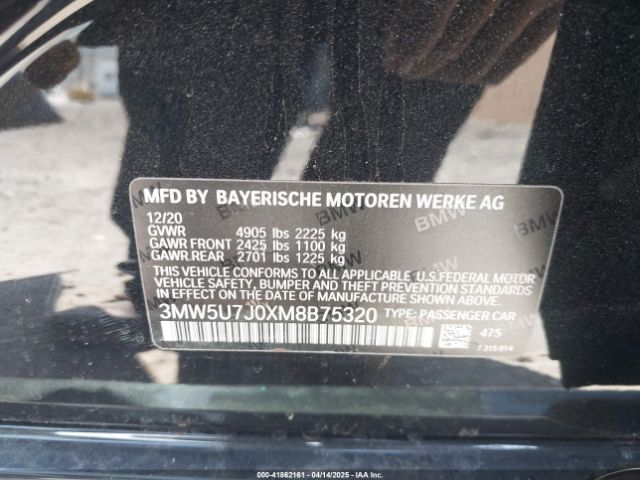 MFD BY BAYERISCHE MOTOREN WERKE AG
12/20
GVWR 4905 lbs 2225 kg
GAWR FRONT 2425 lbs 1100 kg
GAWR.REAR 2701 lbs 1225 kg
THIS VEHICLE CONFORMS TO ALL APPLICABLE U.S.FEDERAL MOTOR
VEHICLE SAFETY, BUMPER AND THEFT PREVENTION STANDARDS
IN EFFECT ON THE DATE OF MANUFACTURE SHOWN ABOVE.
3MW5U7J0XM8B75320 TYPE: PASSENGER CAR
475
7315814
000-41862161 - 04/14/2025 - IAA Inc.